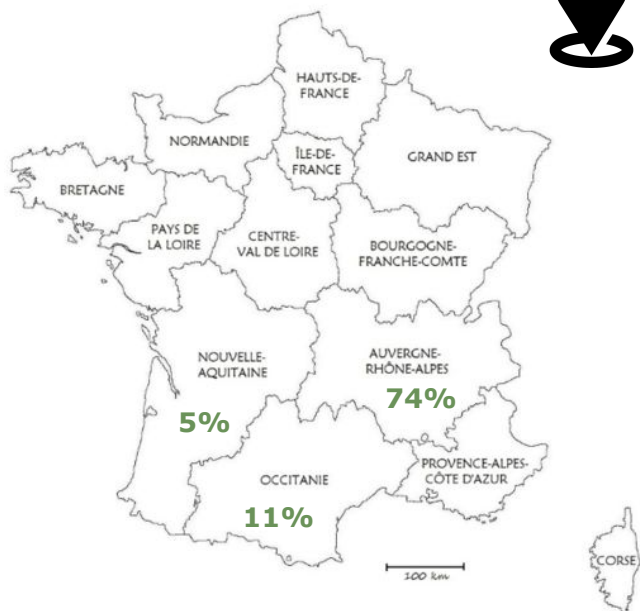 HAUTS-DE-
FRANCE
NORMANDIE
ÎLE-DE-
FRANCE
GRAND EST
BRETAGNE
PAYS DE
LA LOIRE
CENTRE-
VAL DE LOIRE
BOURGOGNE-
FRANCHE-COMTE
NOUVELLE-
AQUITAINE
5%
AUVERGNE-
RHÔNE-ALPES
74%
OCCITANIE
11%
PROVENCE-ALPES-
CÔTE D'AZUR
CORSE
100 km